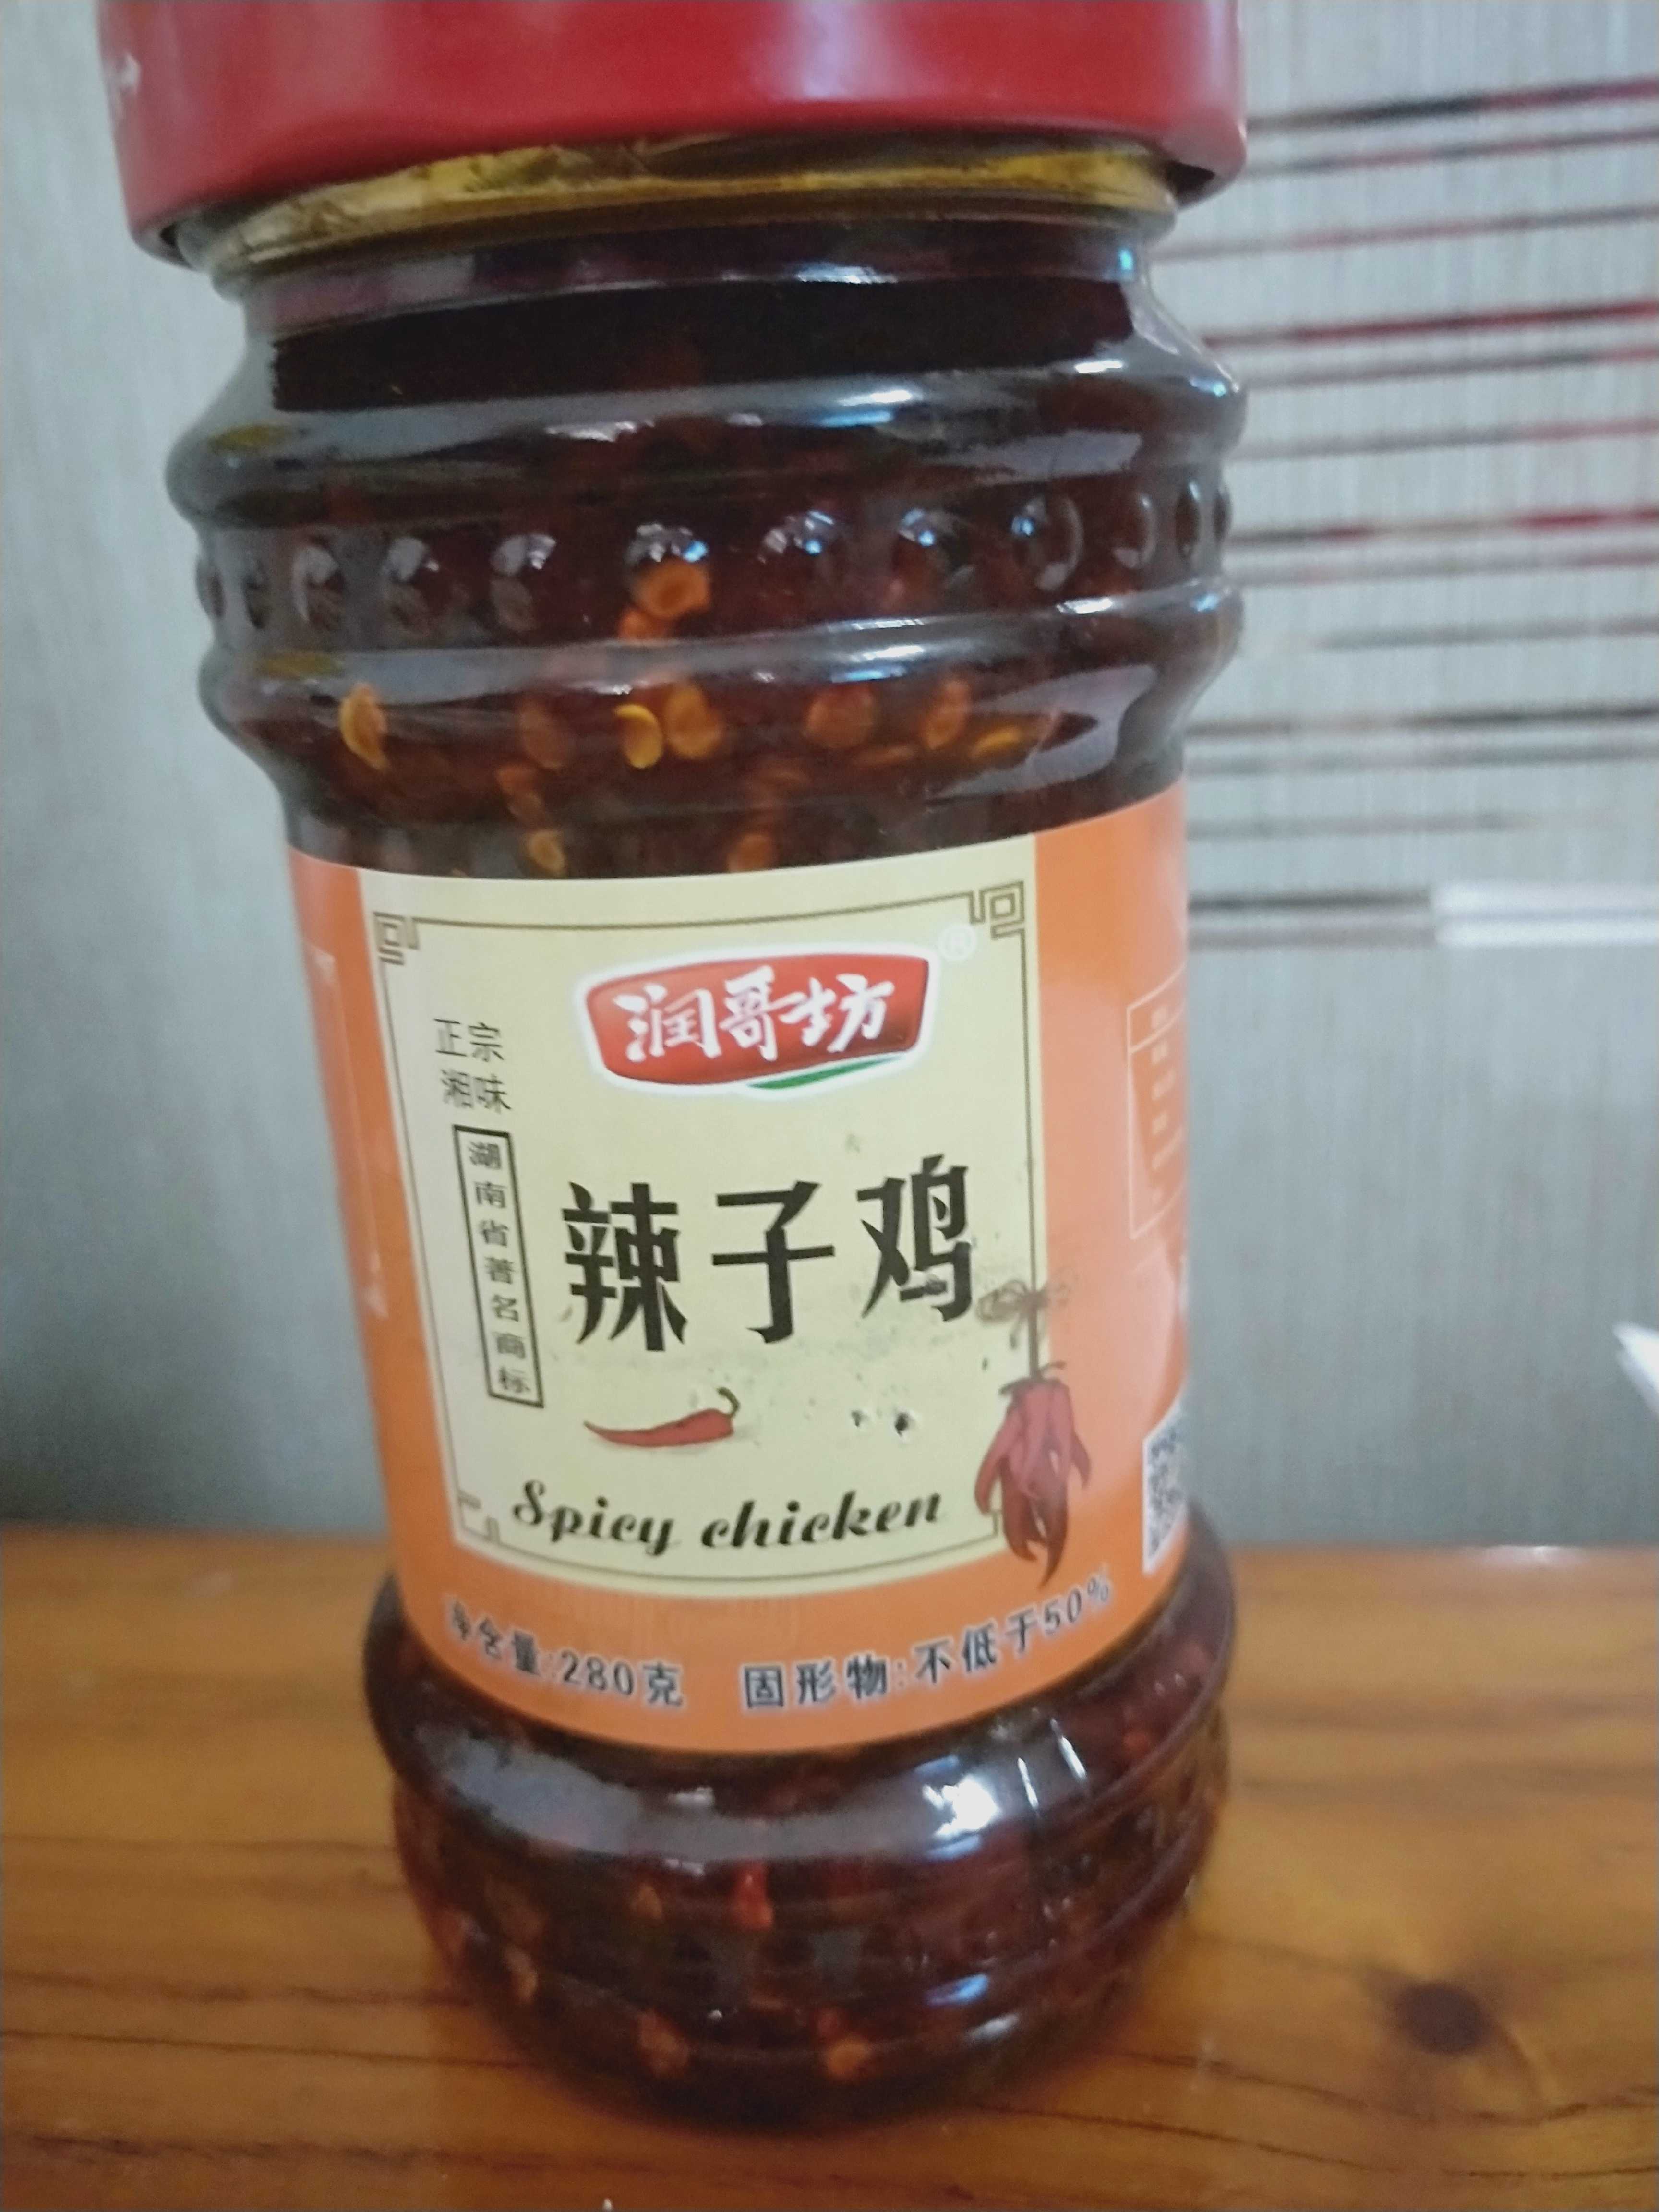 润哥坊
®
正宗
湘味
湖南省著名商标
辣子鸡
Spicy chicken
净含量:280克 固形物:不低于50%